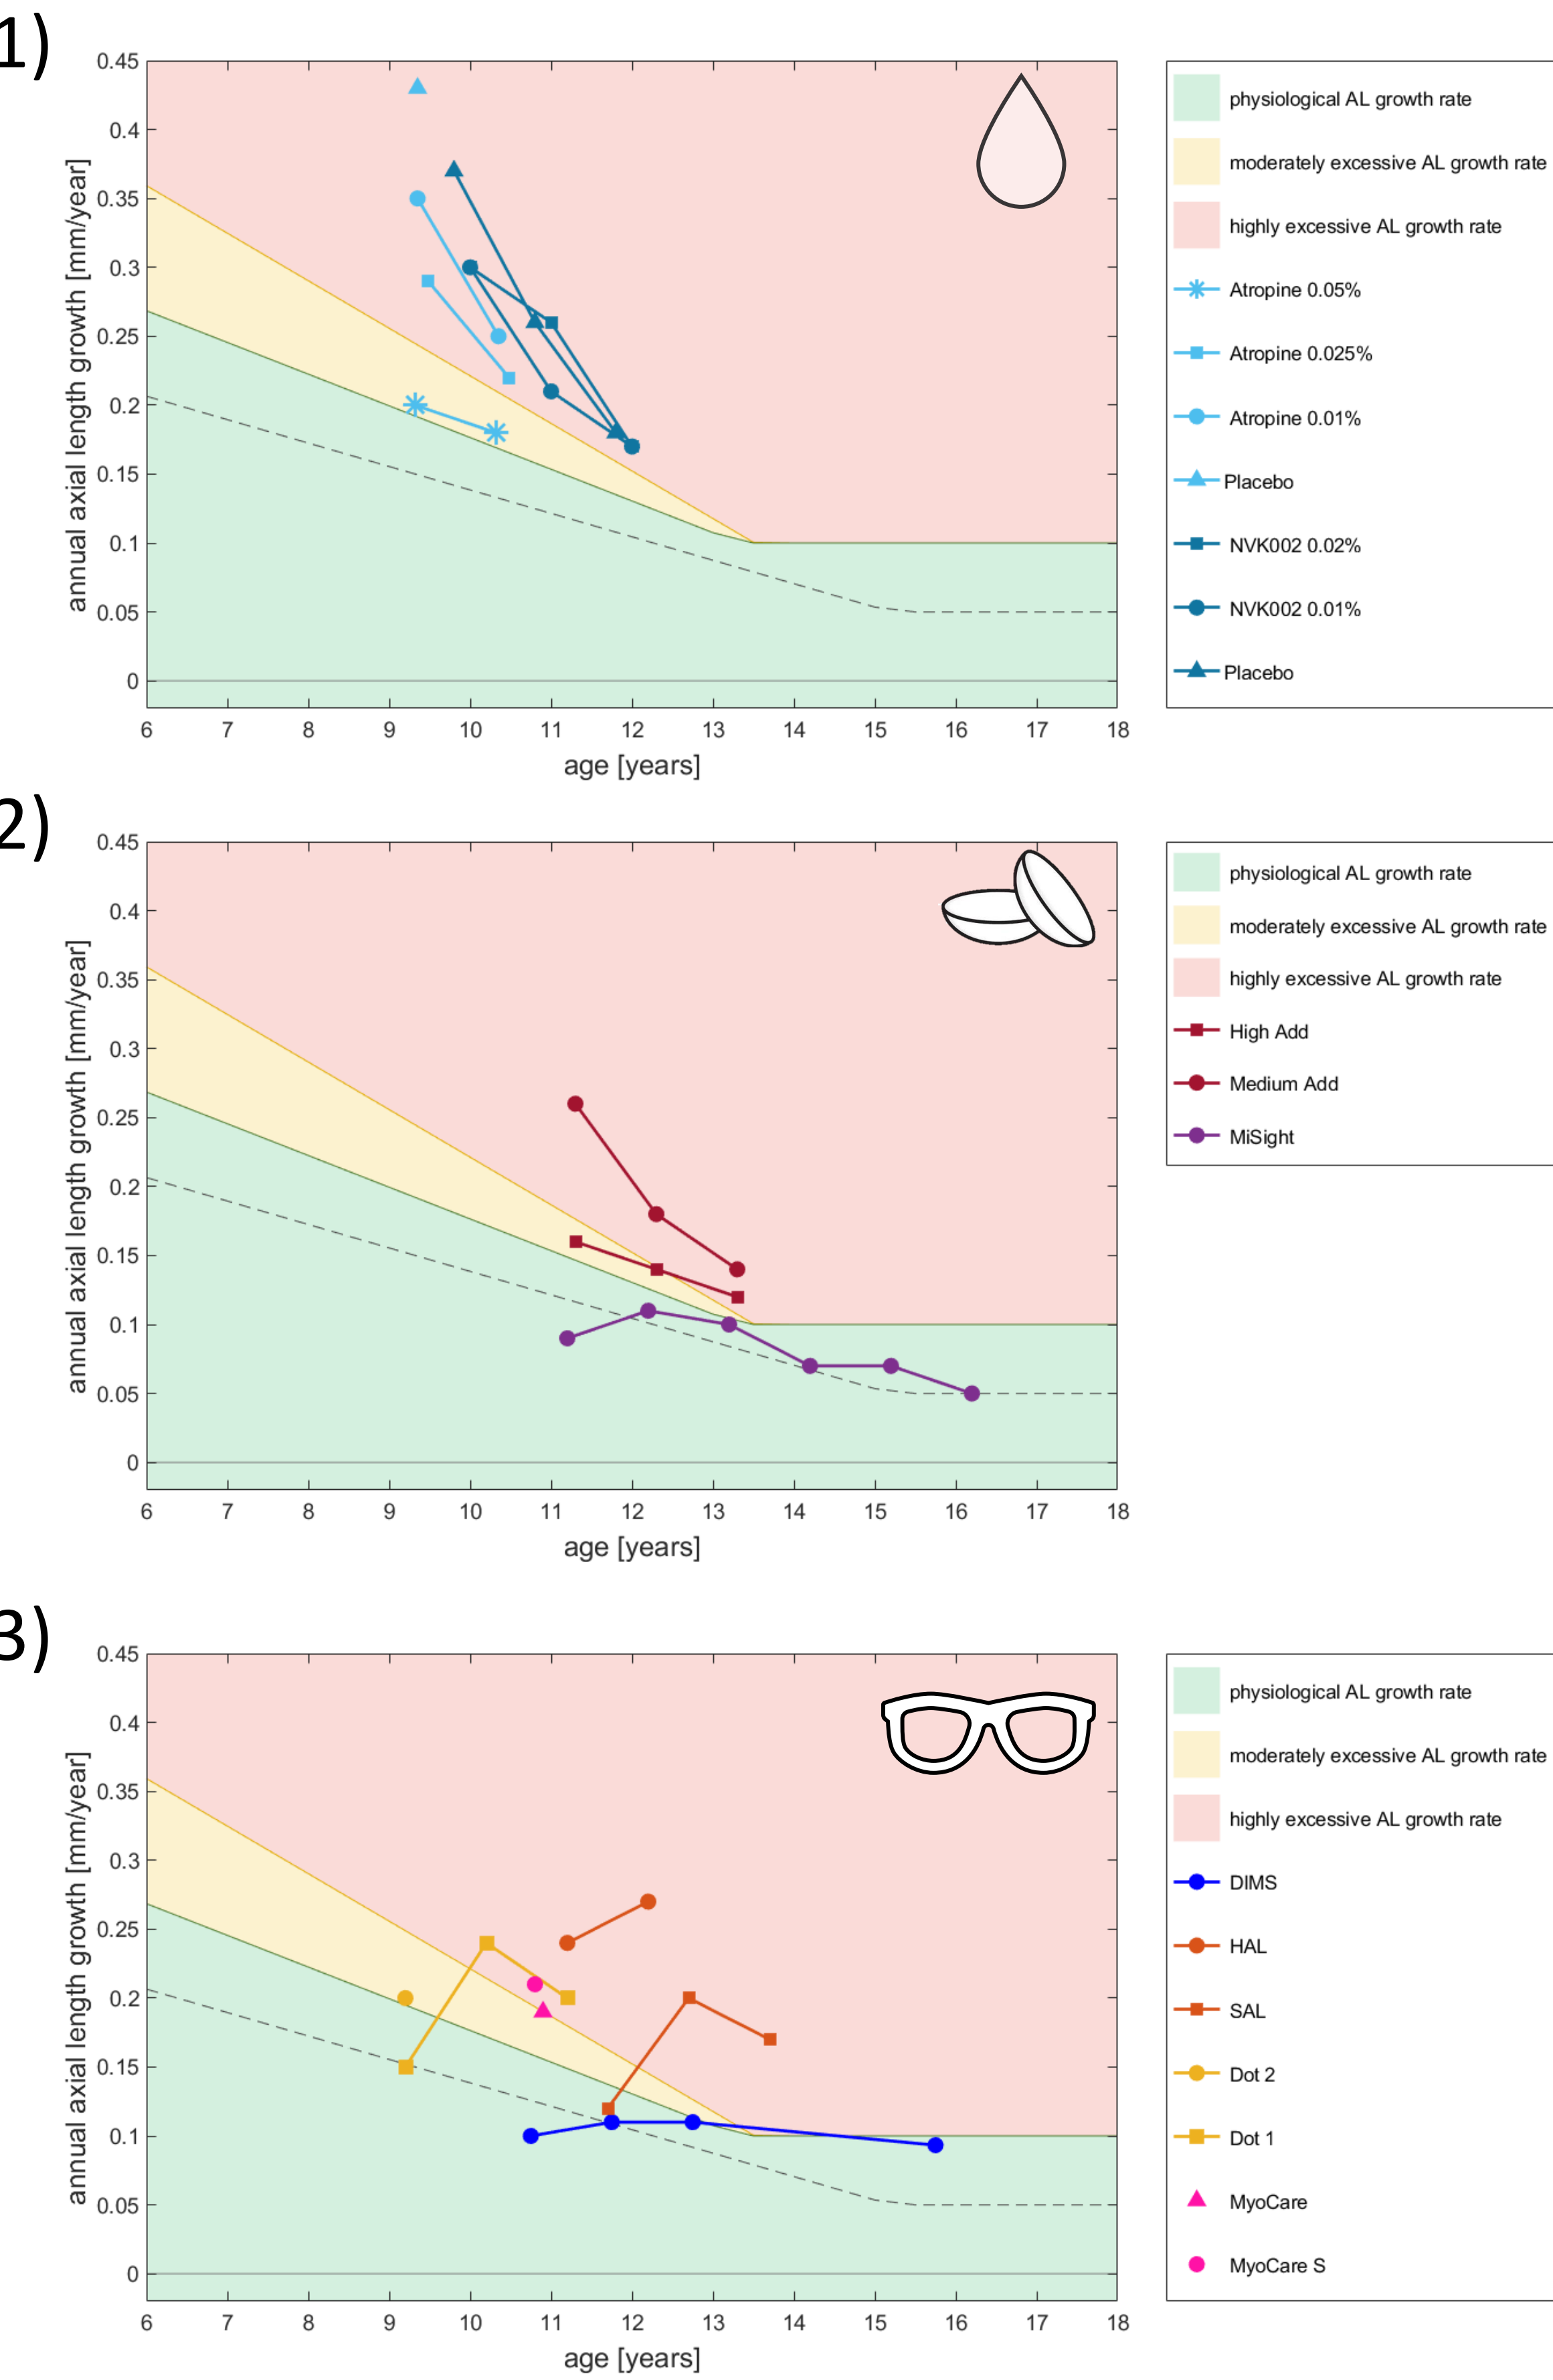 1)
annual axial length growth [mm/year]
0.45
0.4
0.35
0.3
0.25
0.2
0.15
0.1
0.05
0
6 7 8 9 10 11 12 13 14 15 16 17 18
age [years]
physiological AL growth rate
moderately excessive AL growth rate
highly excessive AL growth rate
Atropine 0.05%
Atropine 0.025%
Atropine 0.01%
Placebo
NVK002 0.02%
NVK002 0.01%
Placebo
2)
annual axial length growth [mm/year]
0.45
0.4
0.35
0.3
0.25
0.2
0.15
0.1
0.05
0
6 7 8 9 10 11 12 13 14 15 16 17 18
age [years]
physiological AL growth rate
moderately excessive AL growth rate
highly excessive AL growth rate
High Add
Medium Add
MiSight
3)
annual axial length growth [mm/year]
0.45
0.4
0.35
0.3
0.25
0.2
0.15
0.1
0.05
0
6 7 8 9 10 11 12 13 14 15 16 17 18
age [years]
physiological AL growth rate
moderately excessive AL growth rate
highly excessive AL growth rate
DIMS
HAL
SAL
Dot 2
Dot 1
MyoCare
MyoCare S